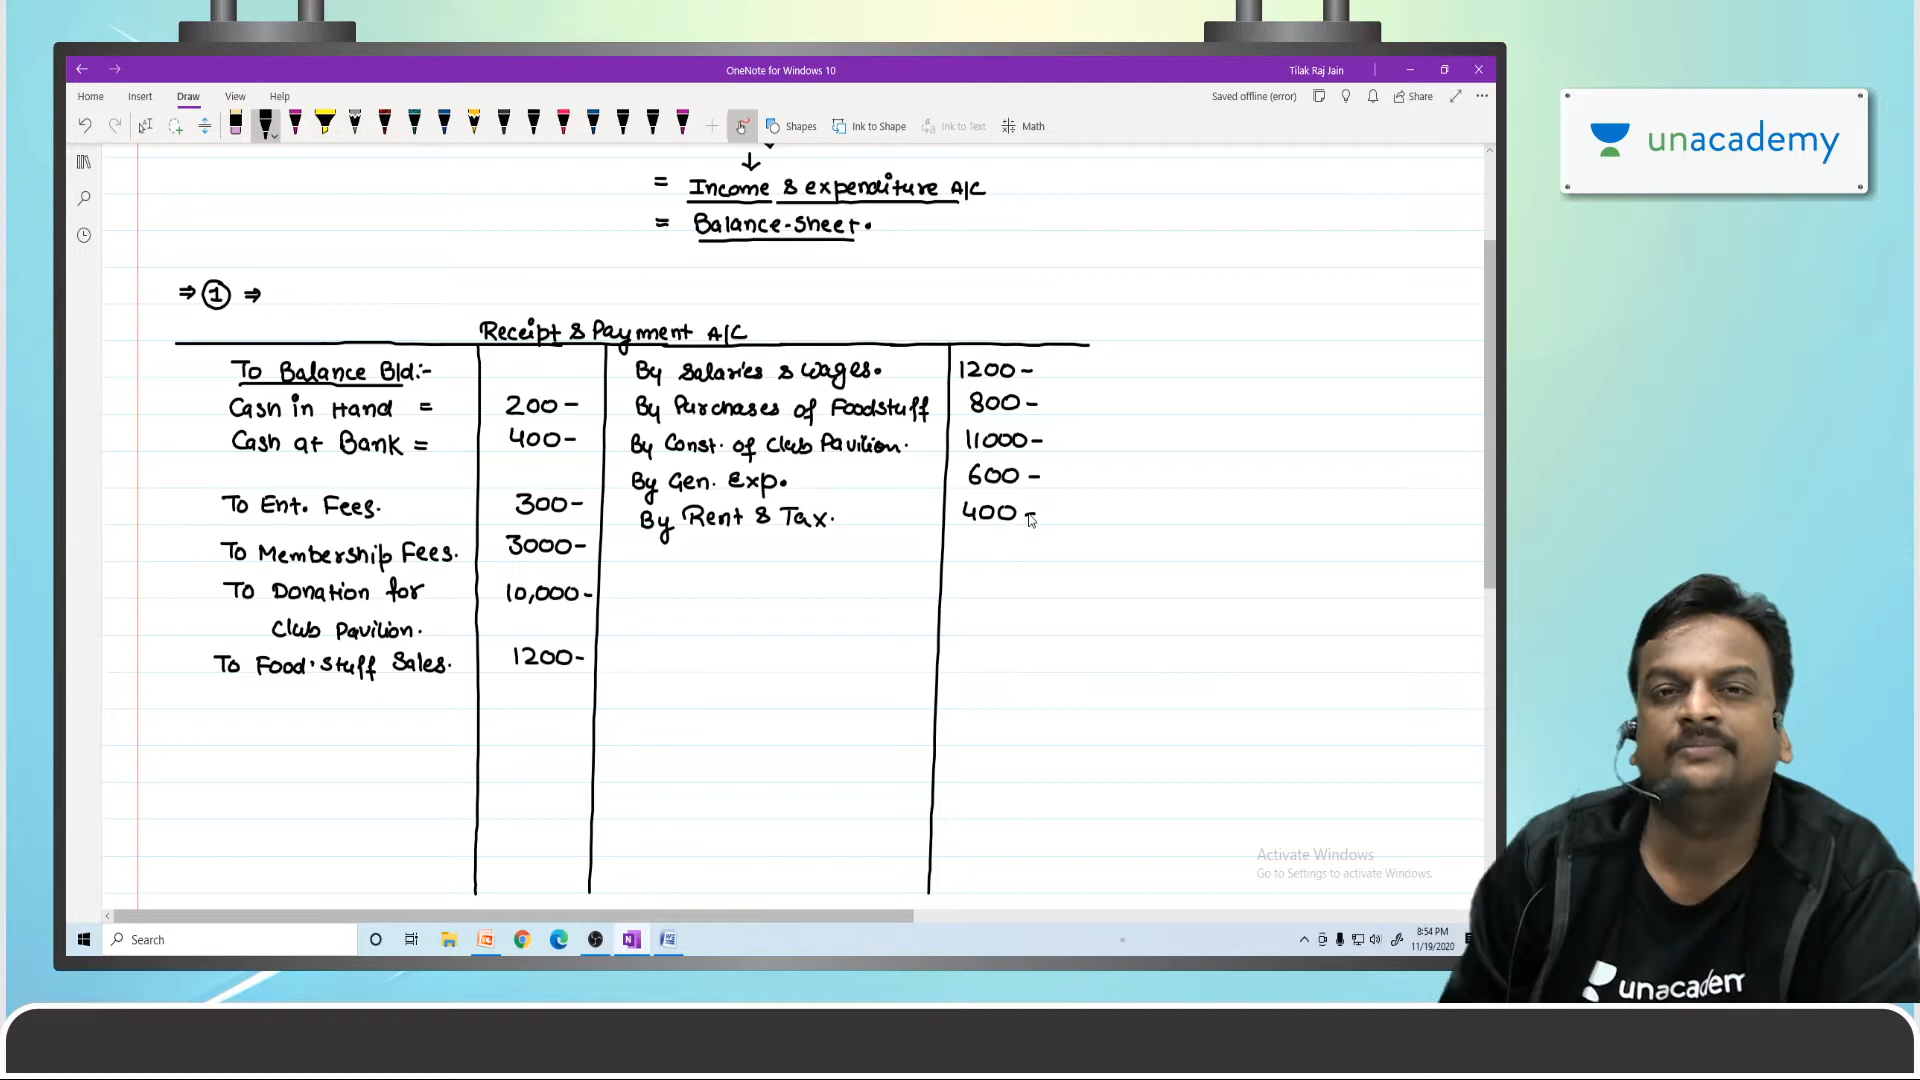 OneNote for Windows 10
Tilak Raj Jain
Home Insert Draw View Help
Saved offline (error)
Share
Shapes
Ink to Shape
Ink to Text
Math
unacademy
= Income & expenditure A/C
= Balance-Sheet.
⇒ ① ⇒
Receipt & Payment A/C
To Balance B/d:-
Cash in Hand = 200-
Cash at Bank = 400-
To Ent. Fees. 300-
To Membership Fees. 3000-
To Donation for 10,000-
Club Pavilion.
To Food.stuff Sales. 1200-
By Salaries & Wages. 1200-
By Purchases of Foodstuff 800-
By Const. of Club Pavilion. 11000-
By Gen. Exp. 600-
By Rent & Tax. 400-
Activate Windows
Go to Settings to activate Windows.
Search
8:54 PM
11/19/2020
unacadem